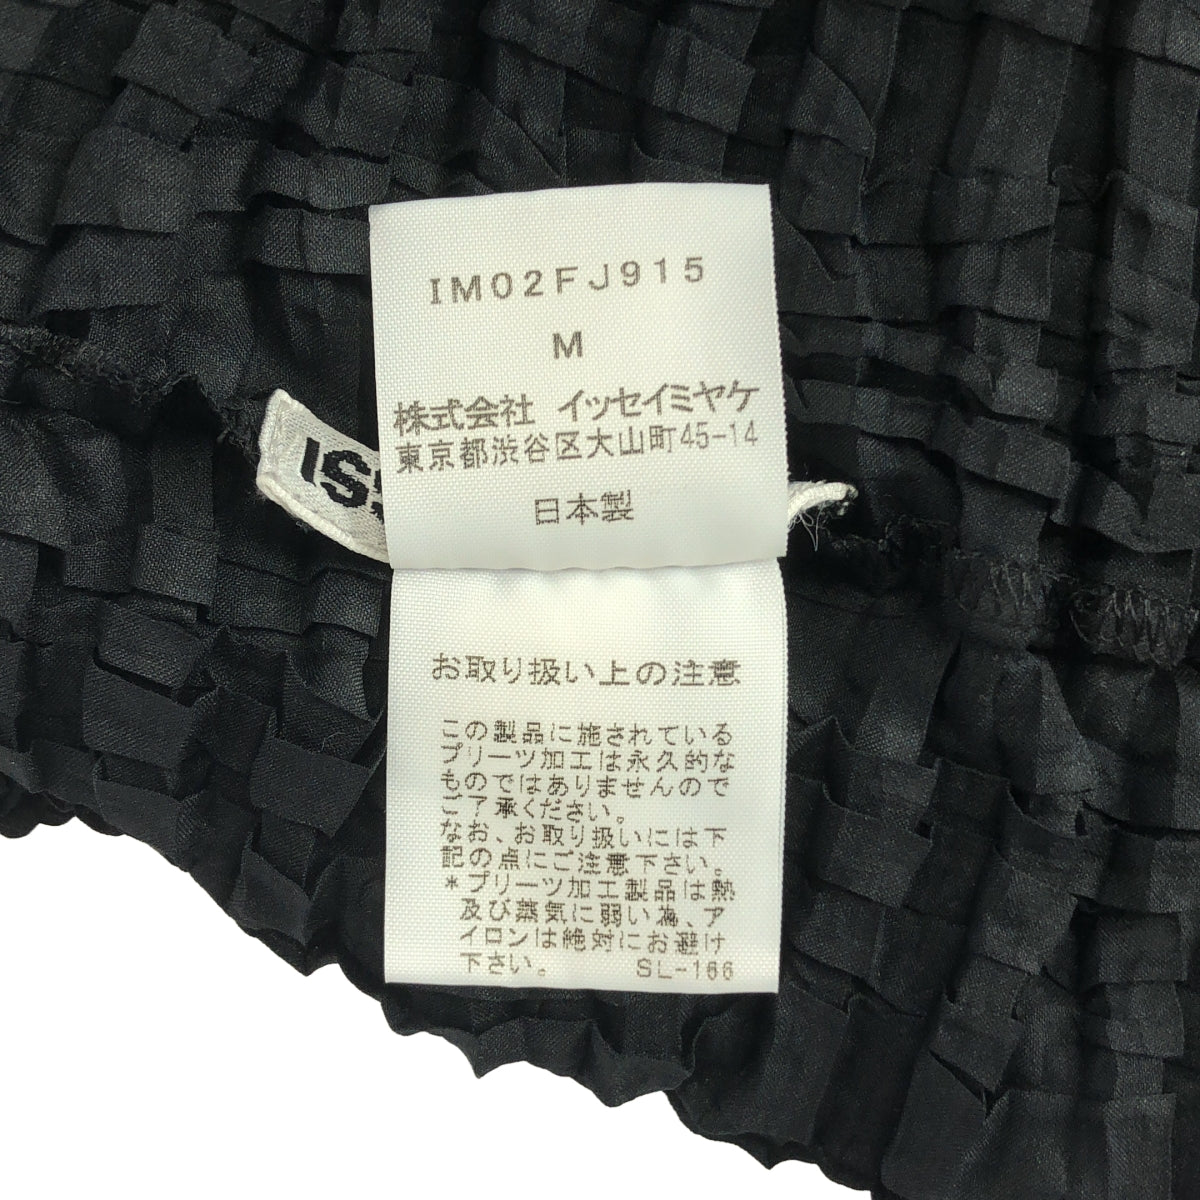 IM02FJ915
M
株式会社 イッセイミヤケ
東京都渋谷区大山町45-14
日本製
お取り扱い上の注意
この製品に施されている
プリーツ加工は永久的な
ものではありませんので
ご了承ください。
なお、お取り扱いには下
記の点にご注意下さい。
*プリーツ加工製品は熱
及び蒸気に弱い為、ア
イロンは絶対にお避け
下さい。 SL-166